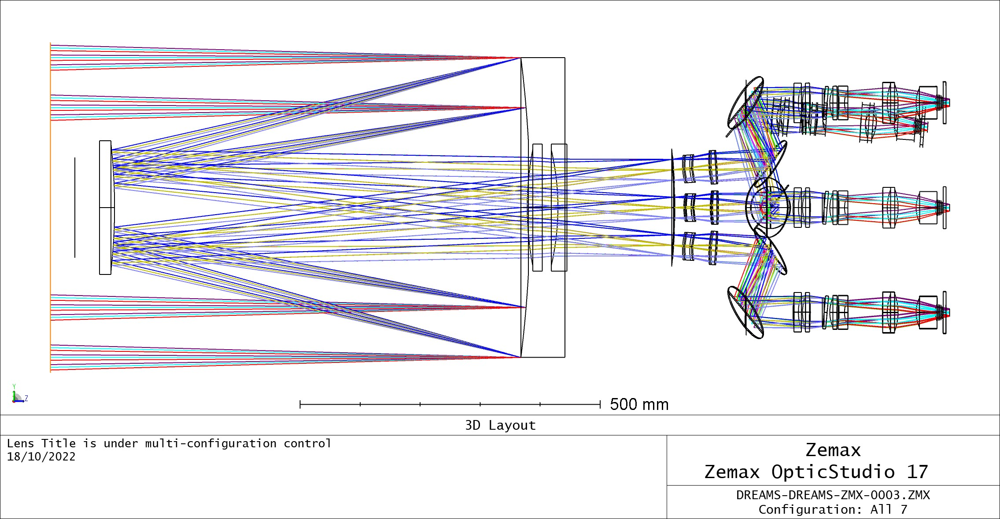 Y
Z
500 mm
3D Layout
Lens Title is under multi-configuration control
18/10/2022
Zemax
Zemax OpticStudio 17
DREAMS-DREAMS-ZMX-0003.ZMX
Configuration: All 7